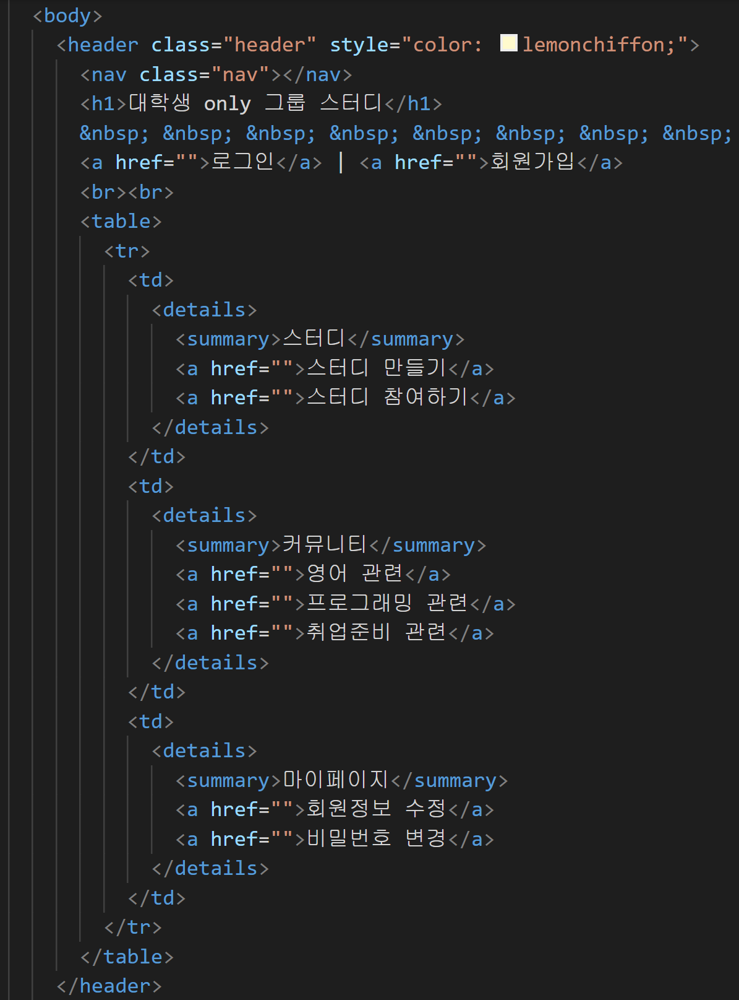 <body>
<header class="header" style="color: lemonchiffon;">
<nav class="nav"></nav>
<h1>대학생 only 그룹 스터디</h1>
&nbsp; &nbsp; &nbsp; &nbsp; &nbsp; &nbsp; &nbsp; &nbsp;
<a href="">로그인</a> | <a href="">회원가입</a>
<br><br>
<table>
<tr>
<td>
<details>
<summary>스터디</summary>
<a href="">스터디 만들기</a>
<a href="">스터디 참여하기</a>
</details>
</td>
<td>
<details>
<summary>커뮤니티</summary>
<a href="">영어 관련</a>
<a href="">프로그래밍 관련</a>
<a href="">취업준비 관련</a>
</details>
</td>
<td>
<details>
<summary>마이페이지</summary>
<a href="">회원정보 수정</a>
<a href="">비밀번호 변경</a>
</details>
</td>
</tr>
</table>
</header>